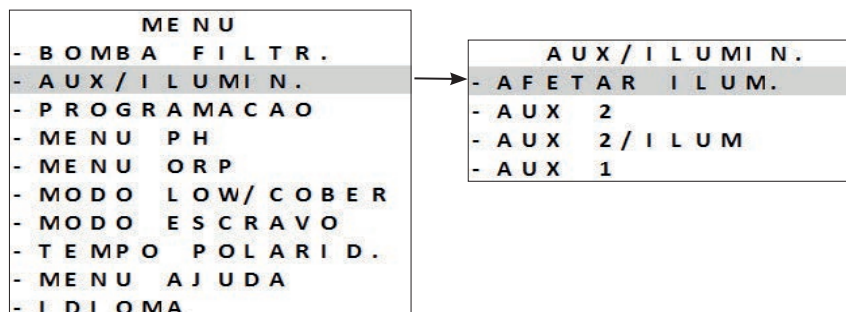 MENU
- BOMBA FILTR.
- AUX/ILUMIN.
- PROGRAMACAO
- MENU PH
- MENU ORP
- MODO LOW/COBER
- MODO ESCRAVO
- TEMPO POLARID.
- MENU AJUDA
- IDIOMA
AUX/ILUMIN.
- AFETAR ILUM.
- AUX 2
- AUX 2/ILUM
- AUX 1